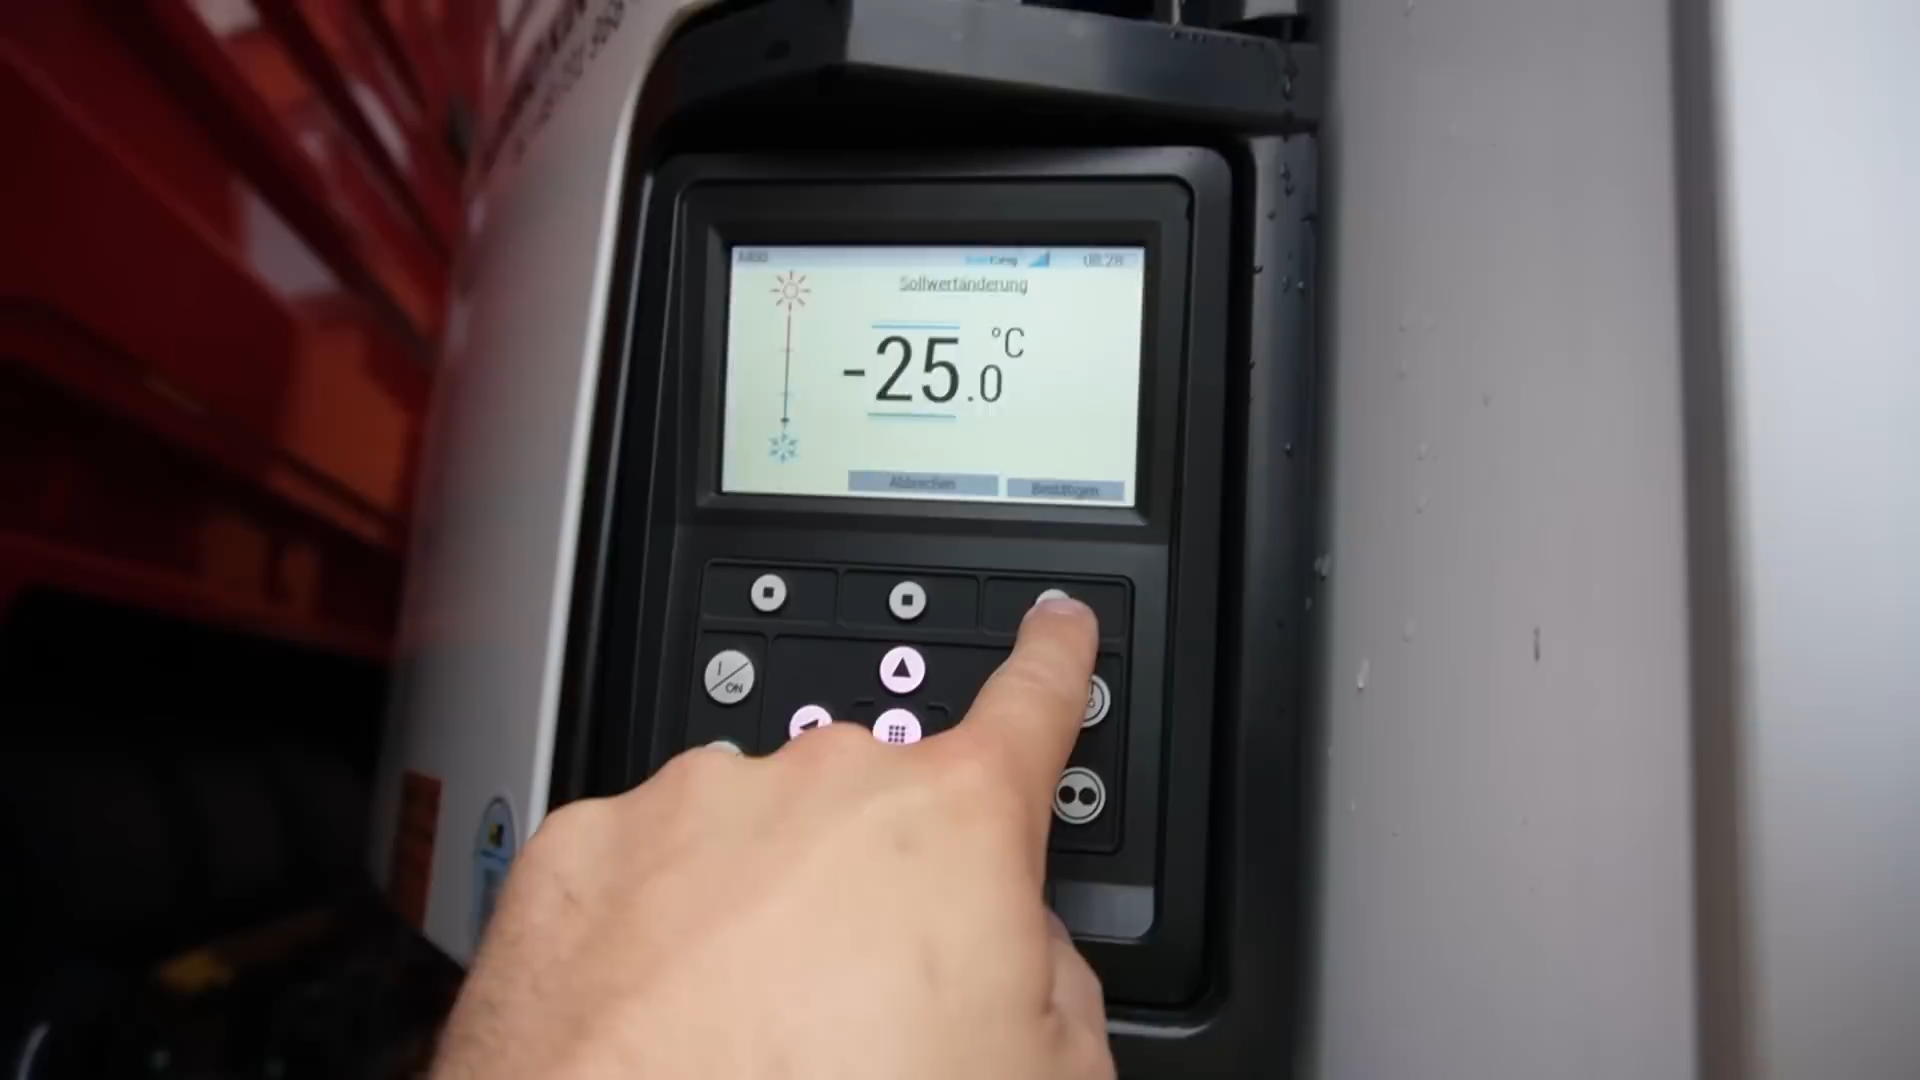 08:28
Sollwertänderung
-25.0 °C
Abbrechen Bestätigen
I/ON